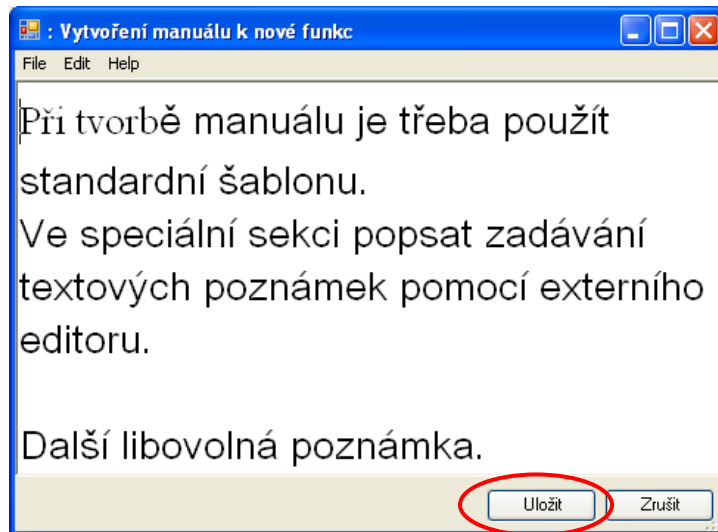 : Vytvoření manuálu k nové funkc
File Edit Help
Při tvorbě manuálu je třeba použít
standardní šablonu.
Ve speciální sekci popsat zadávání
textových poznámek pomocí externího
editoru.
Další libovolná poznámka.
Uložit Zrušit